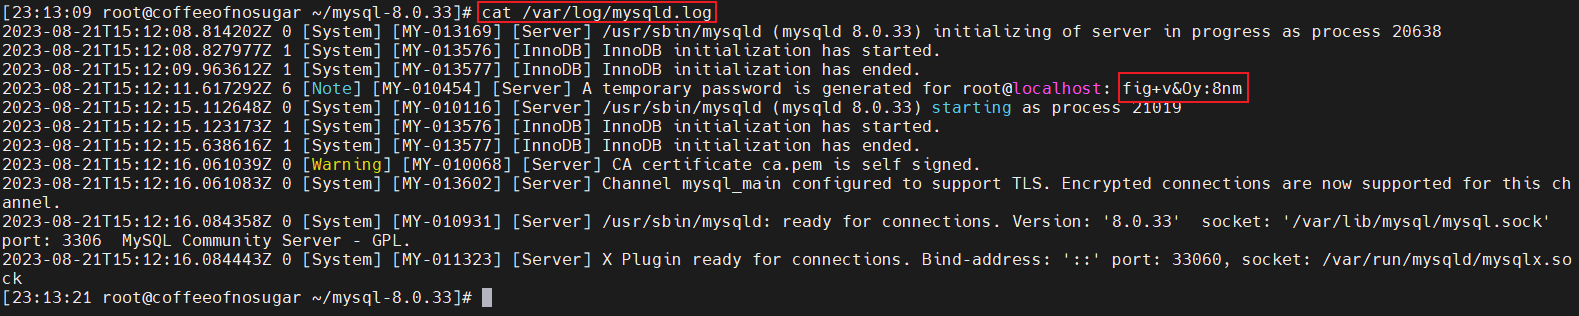 [23:13:09 root@coffeeofnosugar ~/mysql-8.0.33]# cat /var/log/mysqld.log
2023-08-21T15:12:08.814202Z 0 [System] [MY-013169] [Server] /usr/sbin/mysqld (mysqld 8.0.33) initializing of server in progress as process 20638
2023-08-21T15:12:08.827977Z 1 [System] [MY-013576] [InnoDB] InnoDB initialization has started.
2023-08-21T15:12:09.963612Z 1 [System] [MY-013577] [InnoDB] InnoDB initialization has ended.
2023-08-21T15:12:11.617292Z 6 [Note] [MY-010454] [Server] A temporary password is generated for root@localhost: fig+v&Oy:8nm
2023-08-21T15:12:15.112648Z 0 [System] [MY-010116] [Server] /usr/sbin/mysqld (mysqld 8.0.33) starting as process 21019
2023-08-21T15:12:15.123173Z 1 [System] [MY-013576] [InnoDB] InnoDB initialization has started.
2023-08-21T15:12:15.638616Z 1 [System] [MY-013577] [InnoDB] InnoDB initialization has ended.
2023-08-21T15:12:16.061039Z 0 [Warning] [MY-010068] [Server] CA certificate ca.pem is self signed.
2023-08-21T15:12:16.061083Z 0 [System] [MY-013602] [Server] Channel mysql_main configured to support TLS. Encrypted connections are now supported for this ch
annel.
2023-08-21T15:12:16.084358Z 0 [System] [MY-010931] [Server] /usr/sbin/mysqld: ready for connections. Version: '8.0.33'  socket: '/var/lib/mysql/mysql.sock'
port: 3306  MySQL Community Server - GPL.
2023-08-21T15:12:16.084443Z 0 [System] [MY-011323] [Server] X Plugin ready for connections. Bind-address: '::' port: 33060, socket: /var/run/mysqld/mysqlx.so
ck
[23:13:21 root@coffeeofnosugar ~/mysql-8.0.33]#